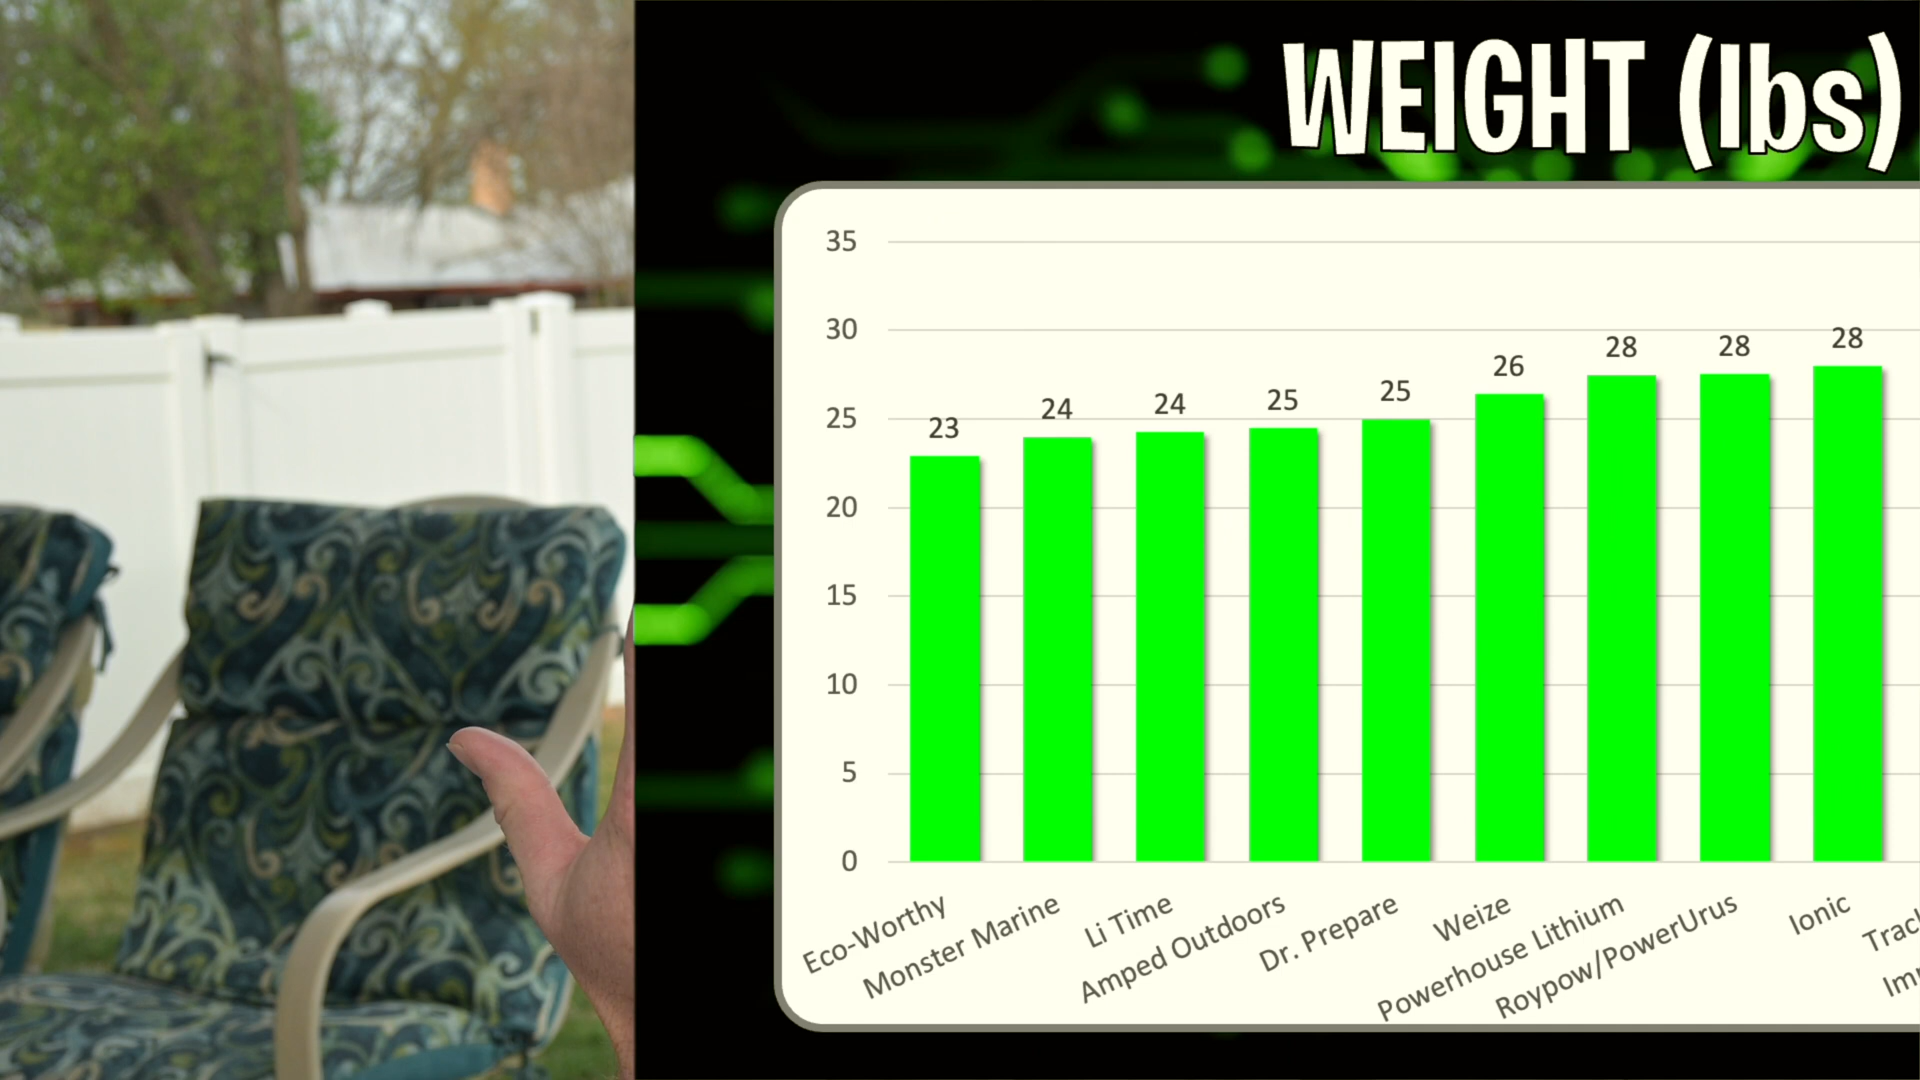 WEIGHT (lbs)
35
30
25
20
15
10
5
0
23
24
24
25
25
26
28
28
28
Eco-Worthy
Monster Marine
Li Time
Amped Outdoors
Dr. Prepare
Weize
Powerhouse Lithium
Roypow/PowerUrus
Ionic